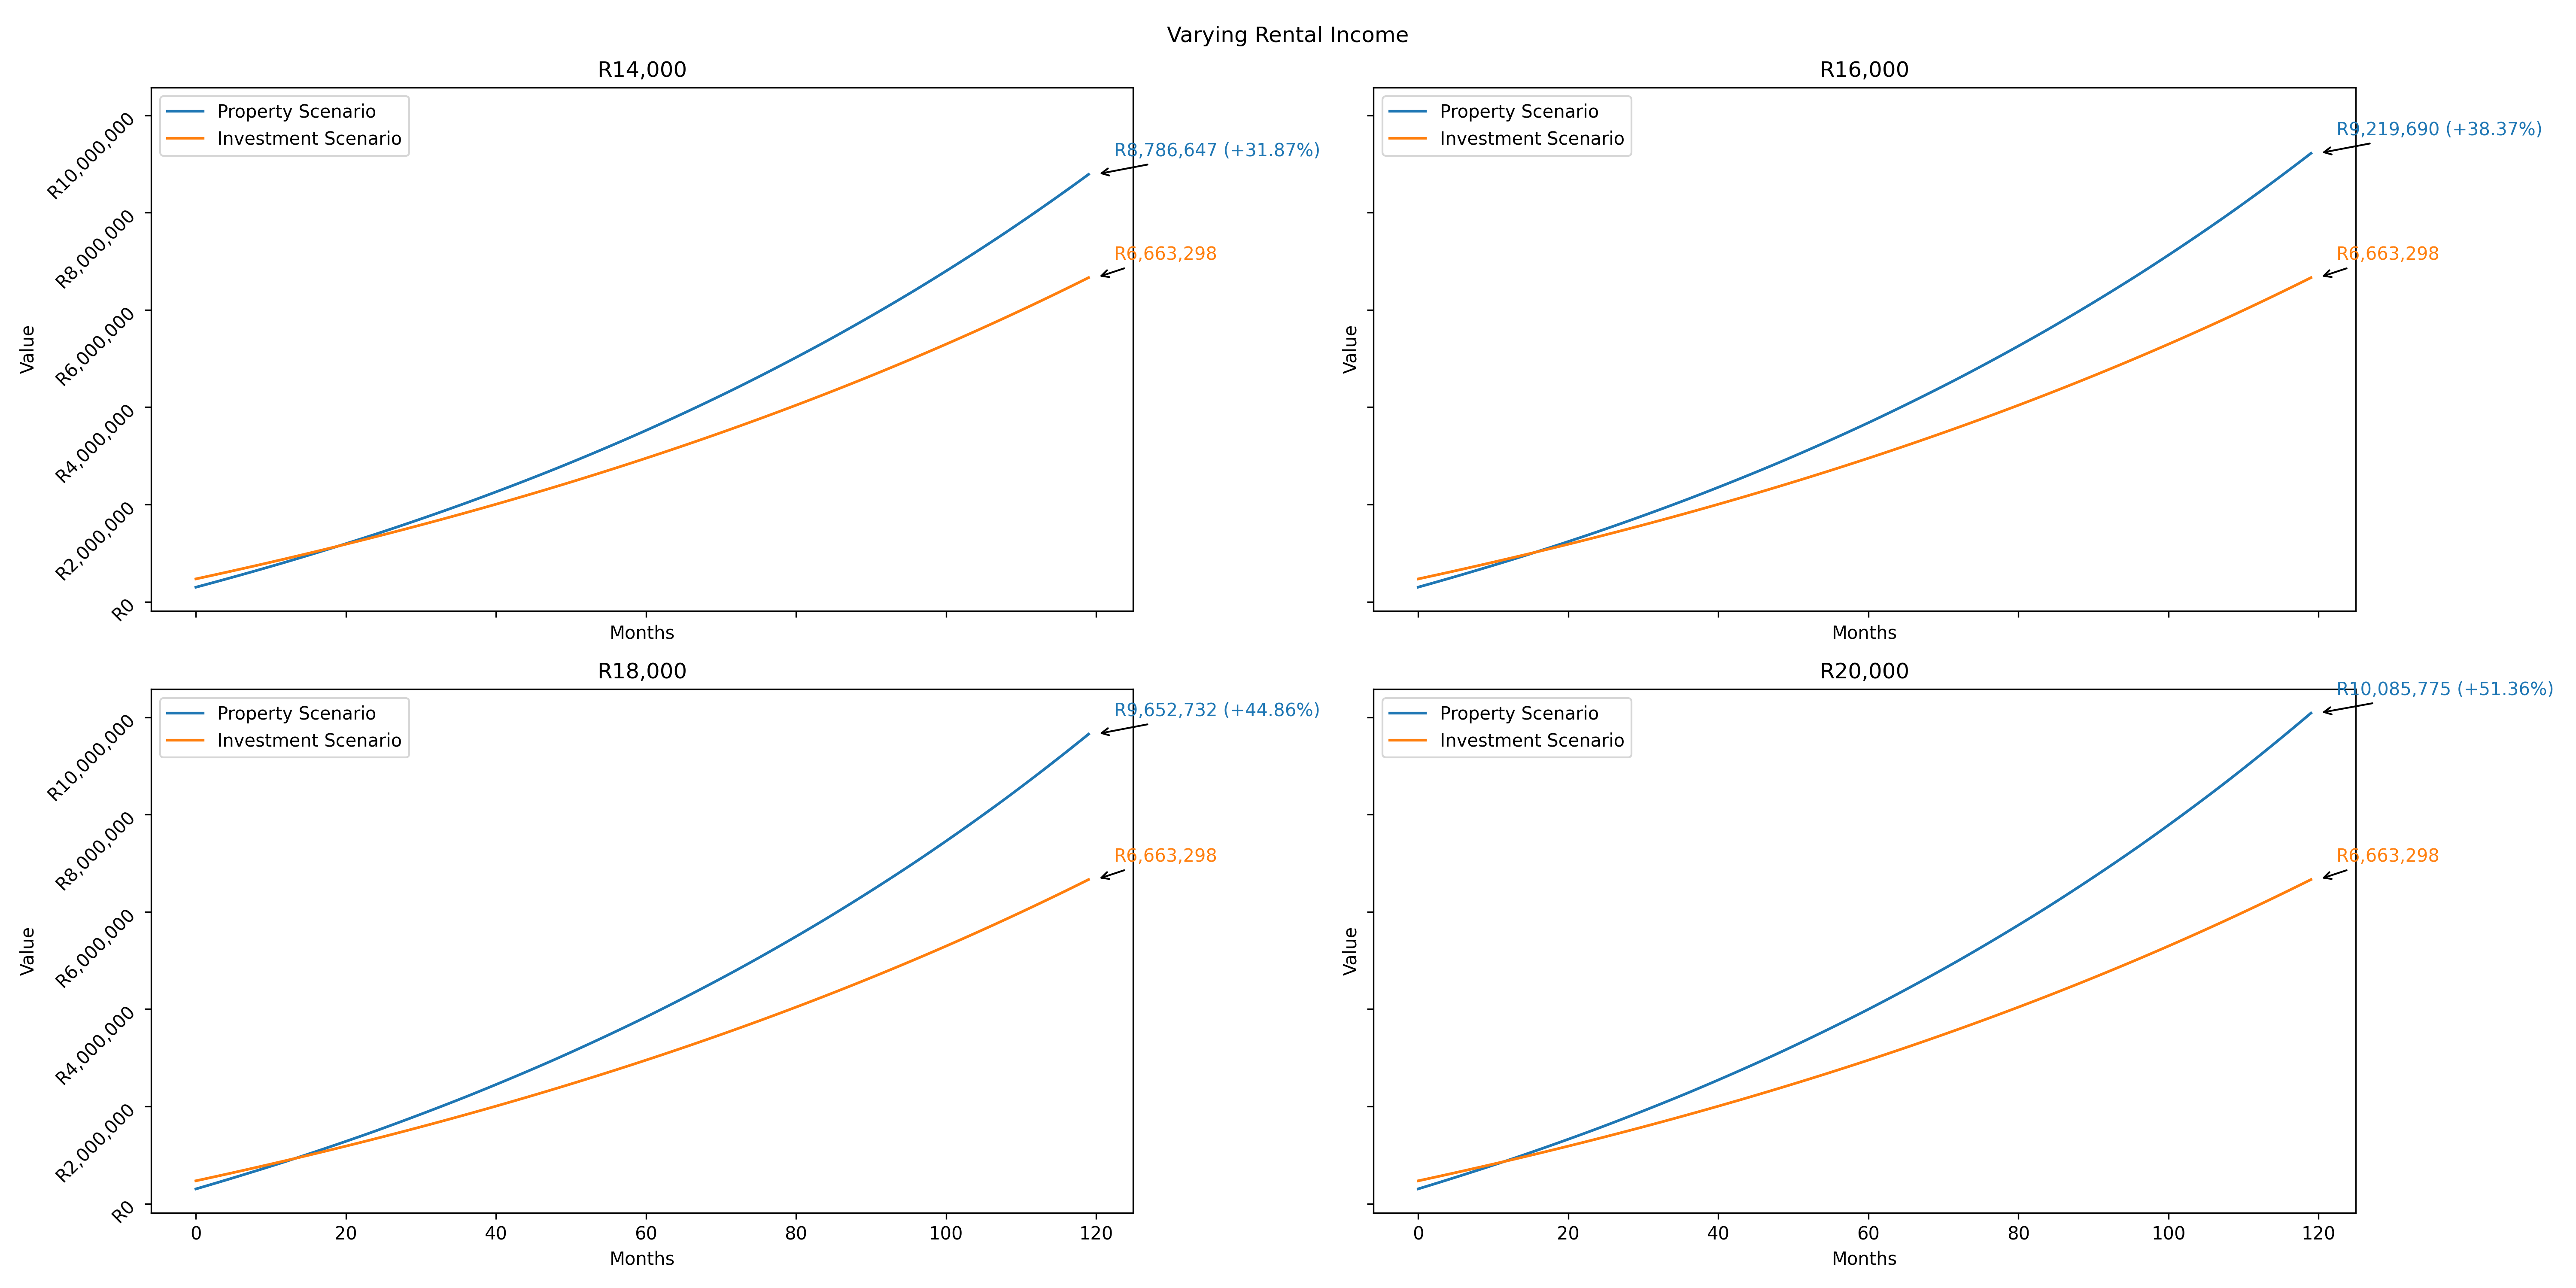 Varying Rental Income
R14,000
Property Scenario
Investment Scenario
R8,786,647 (+31.87%)
R6,663,298
R10,000,000
R8,000,000
R6,000,000
R4,000,000
R2,000,000
R0
Value
Months
R16,000
Property Scenario
Investment Scenario
R9,219,690 (+38.37%)
R6,663,298
Value
Months
R18,000
Property Scenario
Investment Scenario
R9,652,732 (+44.86%)
R6,663,298
R10,000,000
R8,000,000
R6,000,000
R4,000,000
R2,000,000
R0
Value
0 20 40 60 80 100 120
Months
R20,000
Property Scenario
Investment Scenario
R10,085,775 (+51.36%)
R6,663,298
Value
0 20 40 60 80 100 120
Months